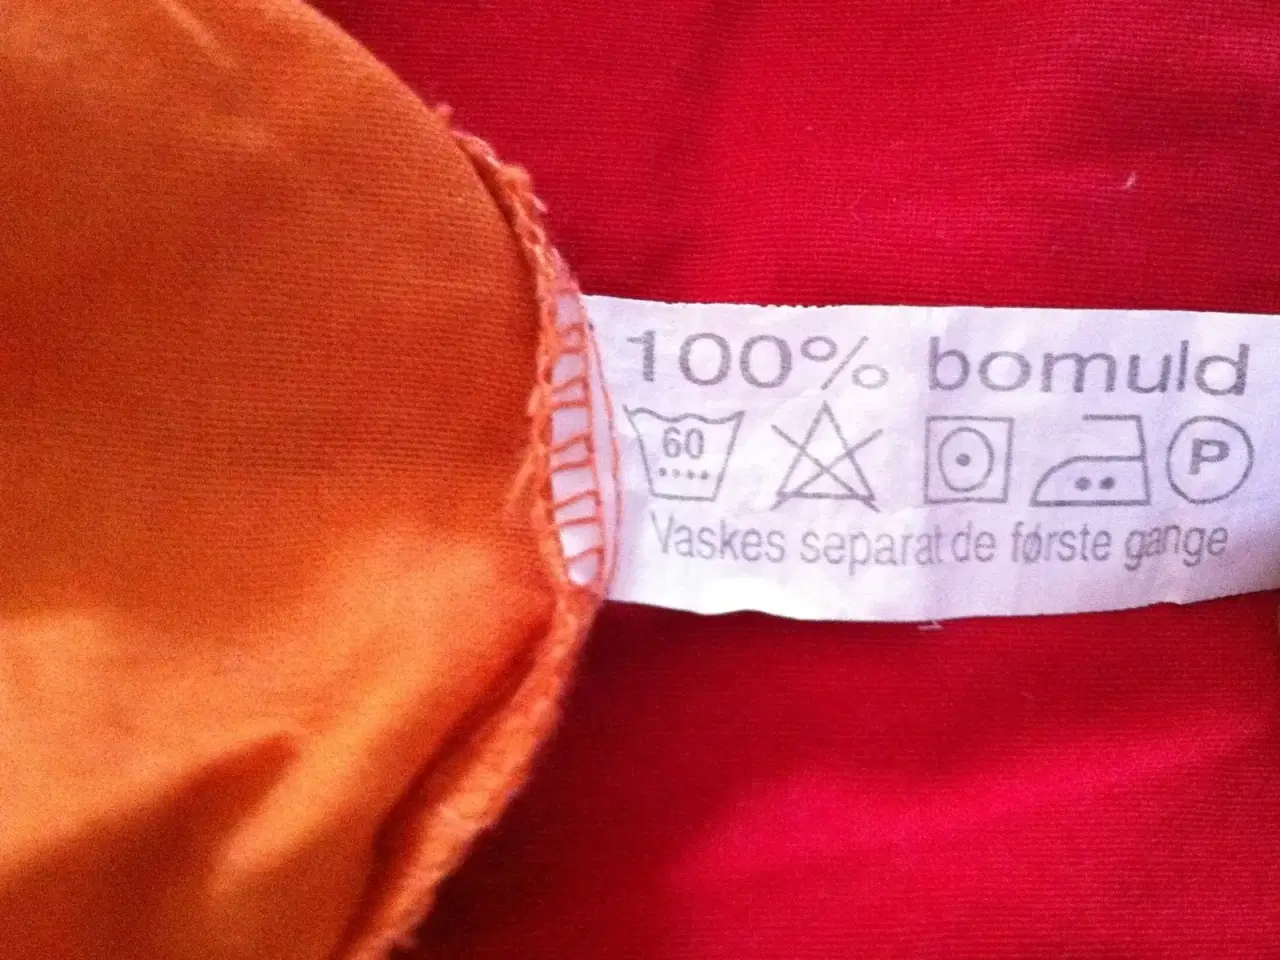 100% bomuld
60
P
Vaskes separat de første gange